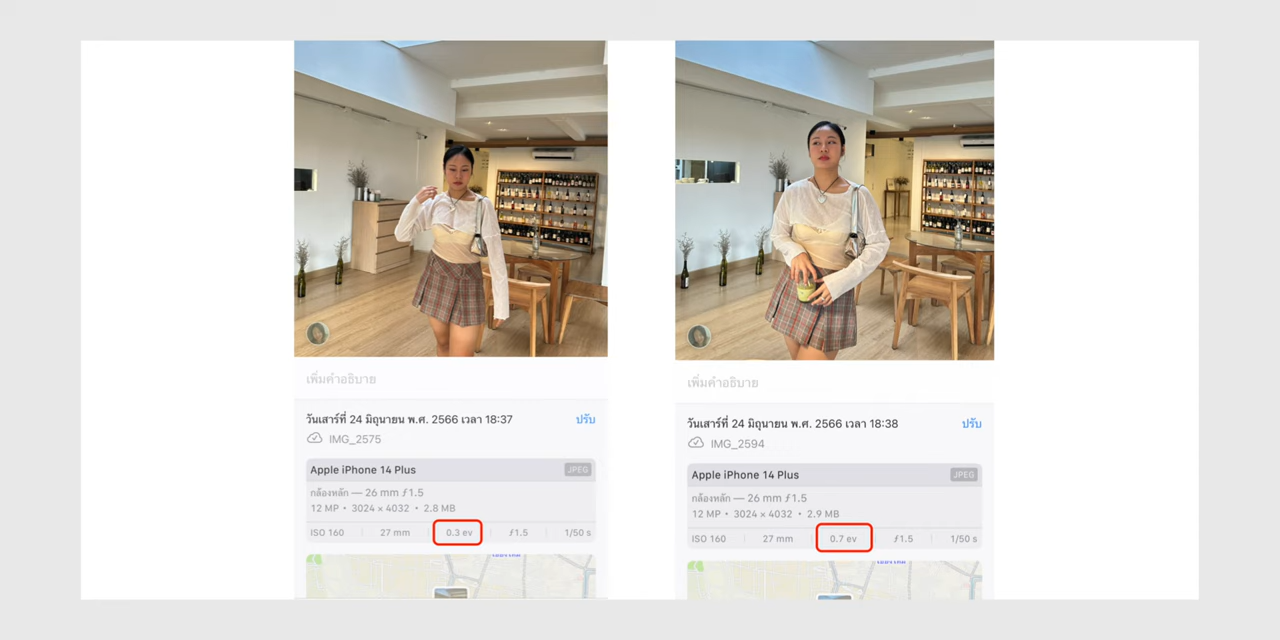 เพิ่มคำอธิบาย
วันเสาร์ที่ 24 มิถุนายน พ.ศ. 2566 เวลา 18:37
ปรับ
IMG_2575
Apple iPhone 14 Plus
JPEG
กล้องหลัก — 26 mm ƒ1.5
12 MP • 3024 × 4032 • 2.8 MB
ISO 160 27 mm 0.3 ev ƒ1.5 1/50 s
เพิ่มคำอธิบาย
วันเสาร์ที่ 24 มิถุนายน พ.ศ. 2566 เวลา 18:38
ปรับ
IMG_2594
Apple iPhone 14 Plus
JPEG
กล้องหลัก — 26 mm ƒ1.5
12 MP • 3024 × 4032 • 2.9 MB
ISO 160 27 mm 0.7 ev ƒ1.5 1/50 s